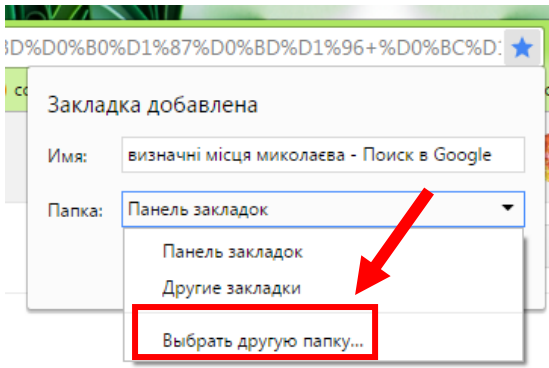 BD%D0%B0%D1%87%D0%BD%D1%96+%D0%BC%D1
Закладка добавлена
Имя: визначні місця миколаєва - Поиск в Google
Папка: Панель закладок
Панель закладок
Другие закладки
Выбрать другую папку...